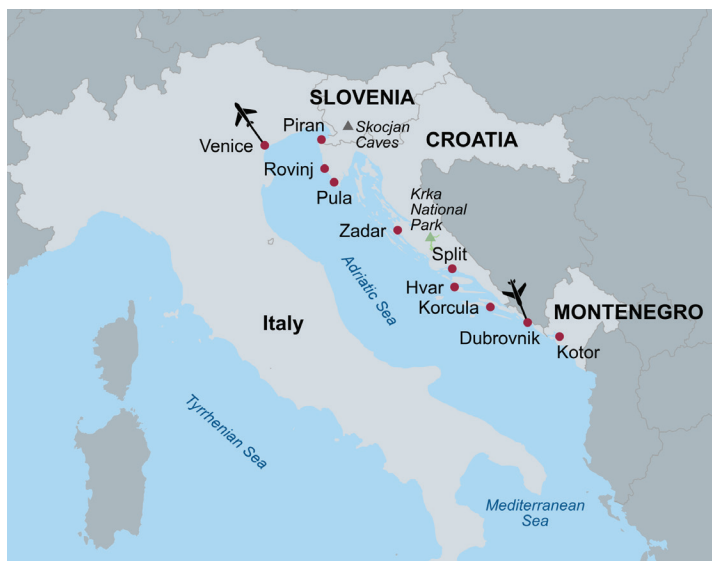 SLOVENIA
Piran
Skocjan
Caves
Venice
CROATIA
Rovinj
Pula
Krka
National
Park
Zadar
Split
Adriatic Sea
Hvar
Korcula
MONTENEGRO
Italy
Dubrovnik
Kotor
Tyrrhenian Sea
Mediterranean
Sea